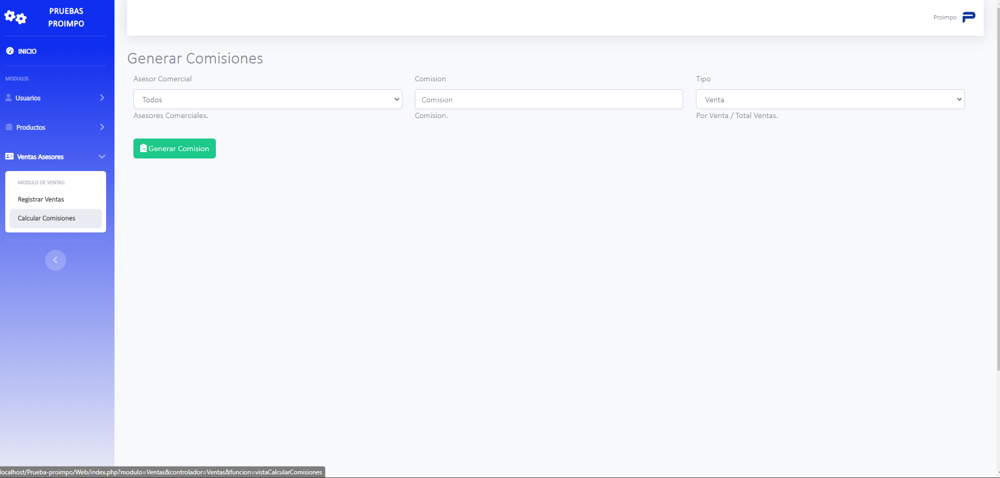 PRUEBAS
PROIMPO
INICIO
MODULOS
Usuarios
Productos
Ventas Asesores
MODULO DE VENTAS:
Registrar Ventas
Calcular Comisiones
Proimpo
Generar Comisiones
Asesor Comercial
Todos
Asesores Comerciales.
Comision
Comision
Comision.
Tipo
Venta
Por Venta / Total Ventas.
Generar Comision
localhost/Prueba-proimpo/Web/index.php?modulo=Ventas&controlador=Ventas&funcion=vistaCalcularComisiones